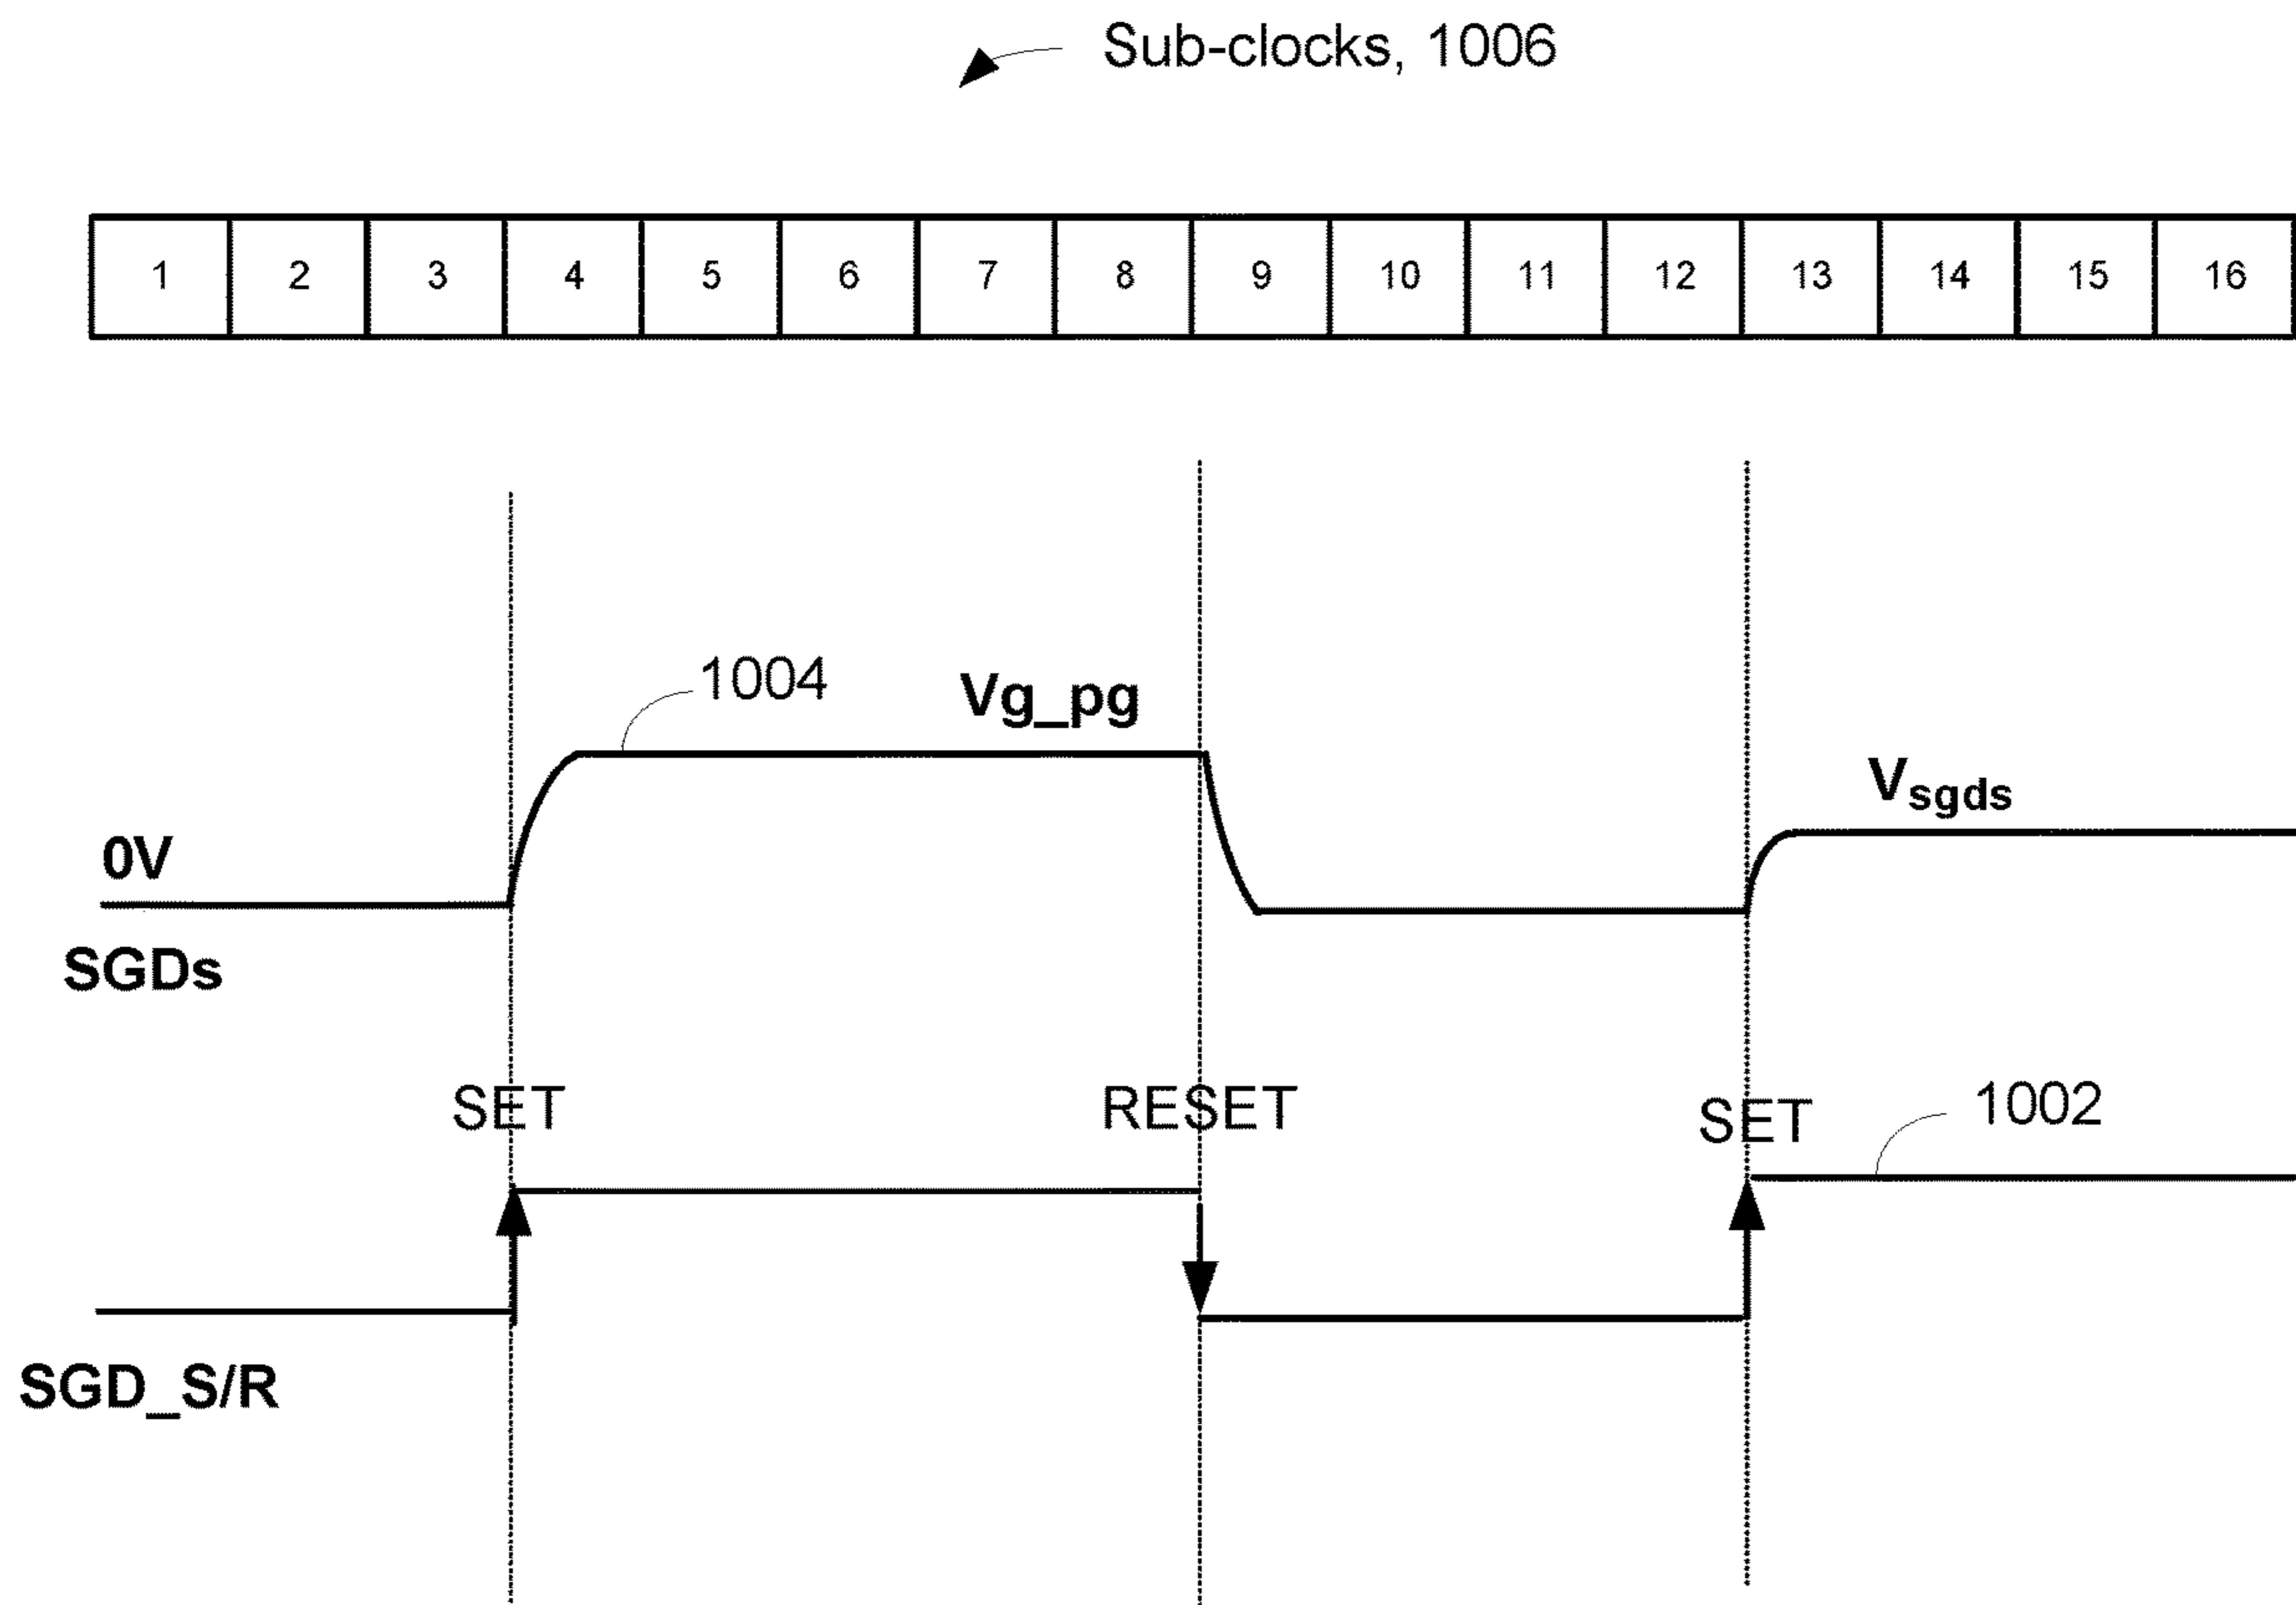 Sub-clocks, 1006
1 2 3 4 5 6 7 8 9 10 11 12 13 14 15 16
1004
Vg_pg
Vsgds
0V
SGDs
SET
RESET
SET
1002
SGD_S/R